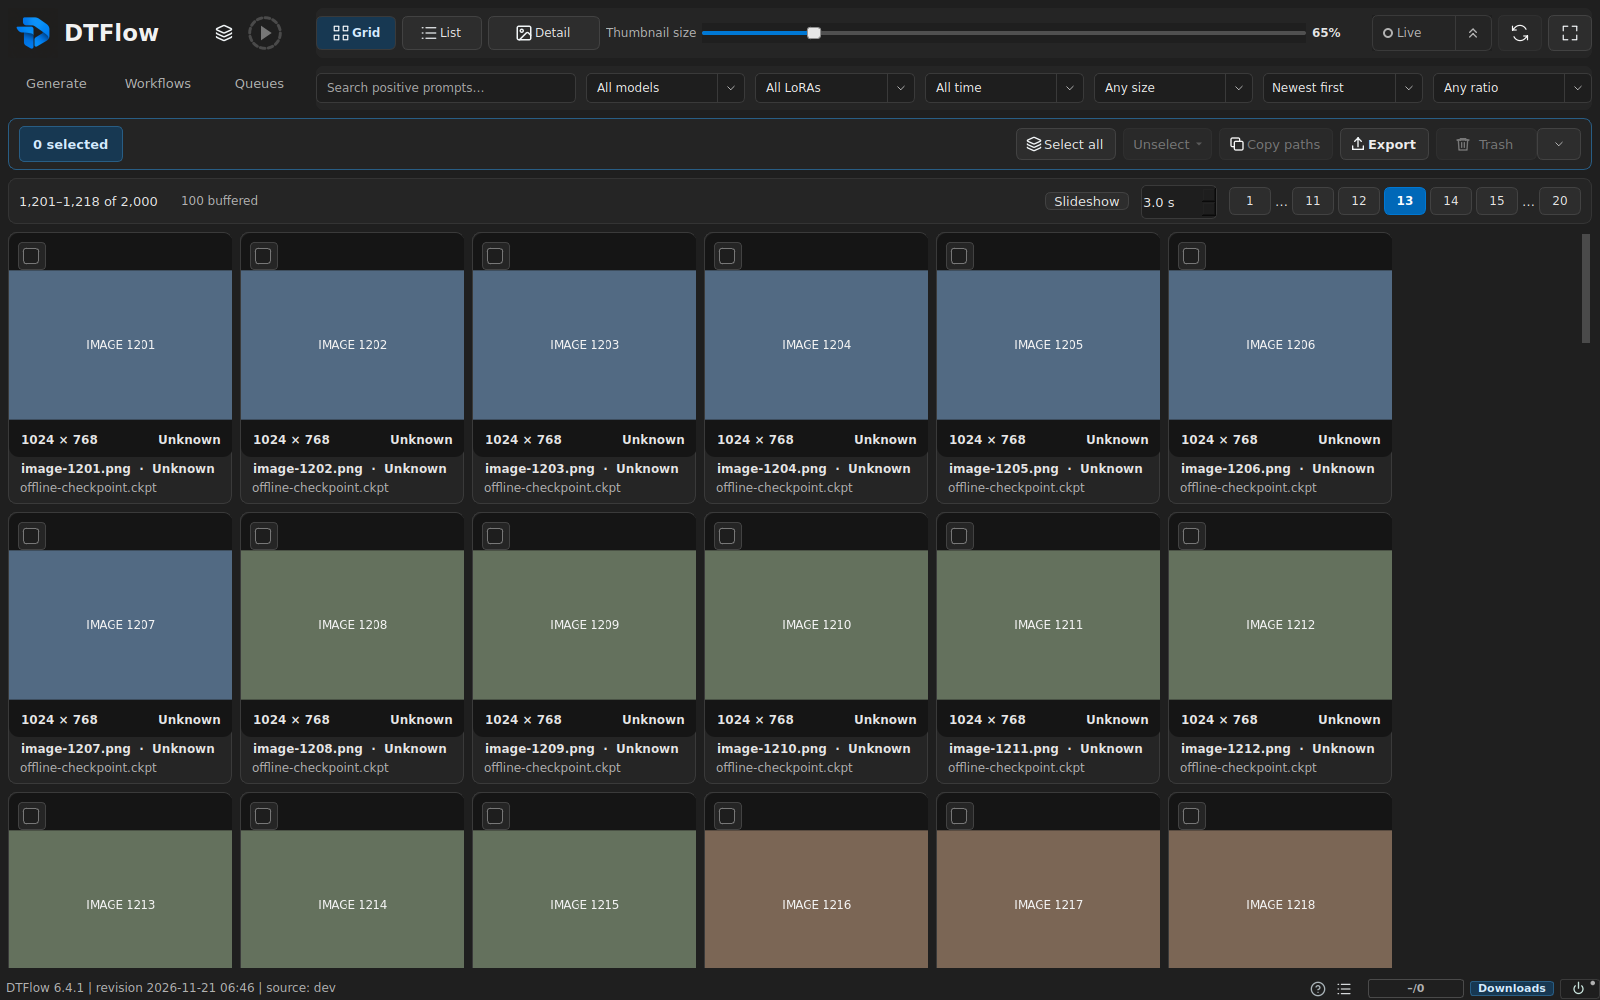 DTFlow
Grid
List
Detail
Thumbnail size
65%
Live
Generate
Workflows
Queues
Search positive prompts...
All models
All LoRAs
All time
Any size
Newest first
Any ratio
0 selected
Select all
Unselect
Copy paths
Export
Trash
1,201–1,218 of 2,000
100 buffered
Slideshow
3.0 s
1 ... 11 12 13 14 15 ... 20
IMAGE 1201
IMAGE 1202
IMAGE 1203
IMAGE 1204
IMAGE 1205
IMAGE 1206
1024 × 768 Unknown
1024 × 768 Unknown
1024 × 768 Unknown
1024 × 768 Unknown
1024 × 768 Unknown
1024 × 768 Unknown
image-1201.png · Unknown
image-1202.png · Unknown
image-1203.png · Unknown
image-1204.png · Unknown
image-1205.png · Unknown
image-1206.png · Unknown
offline-checkpoint.ckpt
offline-checkpoint.ckpt
offline-checkpoint.ckpt
offline-checkpoint.ckpt
offline-checkpoint.ckpt
offline-checkpoint.ckpt
IMAGE 1207
IMAGE 1208
IMAGE 1209
IMAGE 1210
IMAGE 1211
IMAGE 1212
1024 × 768 Unknown
1024 × 768 Unknown
1024 × 768 Unknown
1024 × 768 Unknown
1024 × 768 Unknown
1024 × 768 Unknown
image-1207.png · Unknown
image-1208.png · Unknown
image-1209.png · Unknown
image-1210.png · Unknown
image-1211.png · Unknown
image-1212.png · Unknown
offline-checkpoint.ckpt
offline-checkpoint.ckpt
offline-checkpoint.ckpt
offline-checkpoint.ckpt
offline-checkpoint.ckpt
offline-checkpoint.ckpt
IMAGE 1213
IMAGE 1214
IMAGE 1215
IMAGE 1216
IMAGE 1217
IMAGE 1218
DTFlow 6.4.1 | revision 2026-11-21 06:46 | source: dev
–/0
Downloads